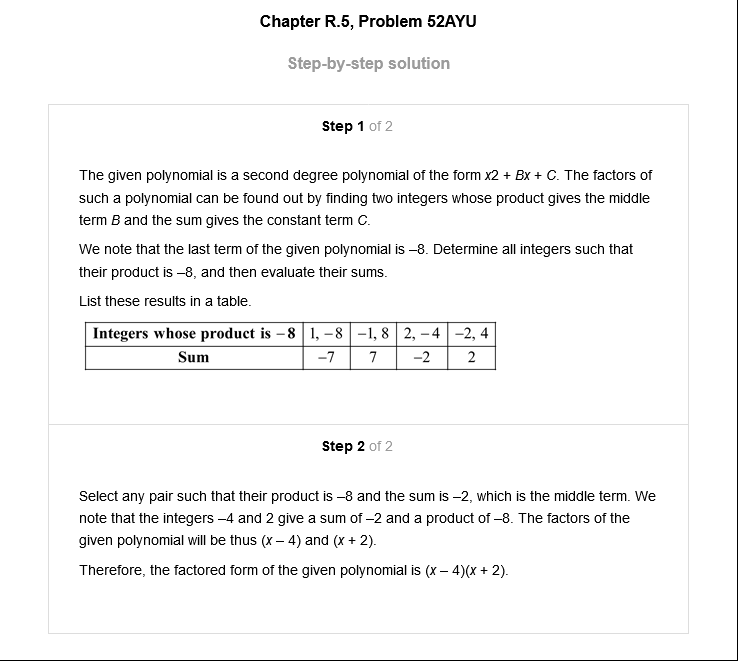 Chapter R.5, Problem 52AYU
Step-by-step solution
Step 1 of 2
The given polynomial is a second degree polynomial of the form x2 + Bx + C. The factors of
such a polynomial can be found out by finding two integers whose product gives the middle
term B and the sum gives the constant term C.
We note that the last term of the given polynomial is –8. Determine all integers such that
their product is –8, and then evaluate their sums.
List these results in a table.
Integers whose product is −8 1, −8 −1, 8 2, −4 −2, 4
Sum −7 7 −2 2
Step 2 of 2
Select any pair such that their product is –8 and the sum is –2, which is the middle term. We
note that the integers –4 and 2 give a sum of –2 and a product of –8. The factors of the
given polynomial will be thus (x – 4) and (x + 2).
Therefore, the factored form of the given polynomial is (x – 4)(x + 2).